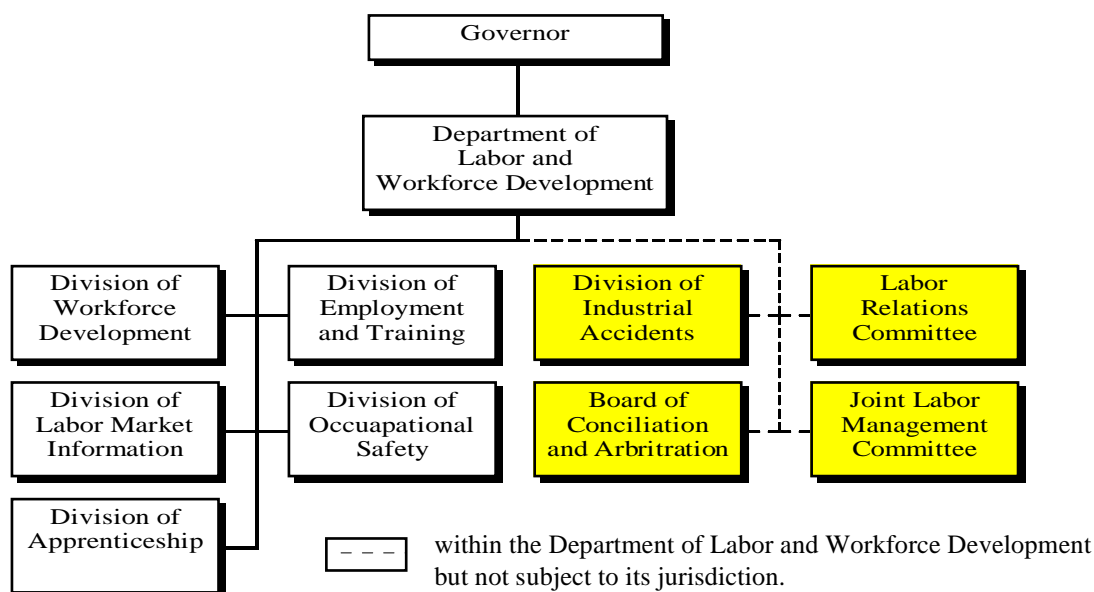 Governor
Department of
Labor and
Workforce Development
Division of
Workforce
Development
Division of
Employment
and Training
Division of
Industrial
Accidents
Labor
Relations
Committee
Division of
Labor Market
Information
Division of
Occuapational
Safety
Board of
Conciliation
and Arbritration
Joint Labor
Management
Committee
Division of
Apprenticeship
within the Department of Labor and Workforce Development
but not subject to its jurisdiction.